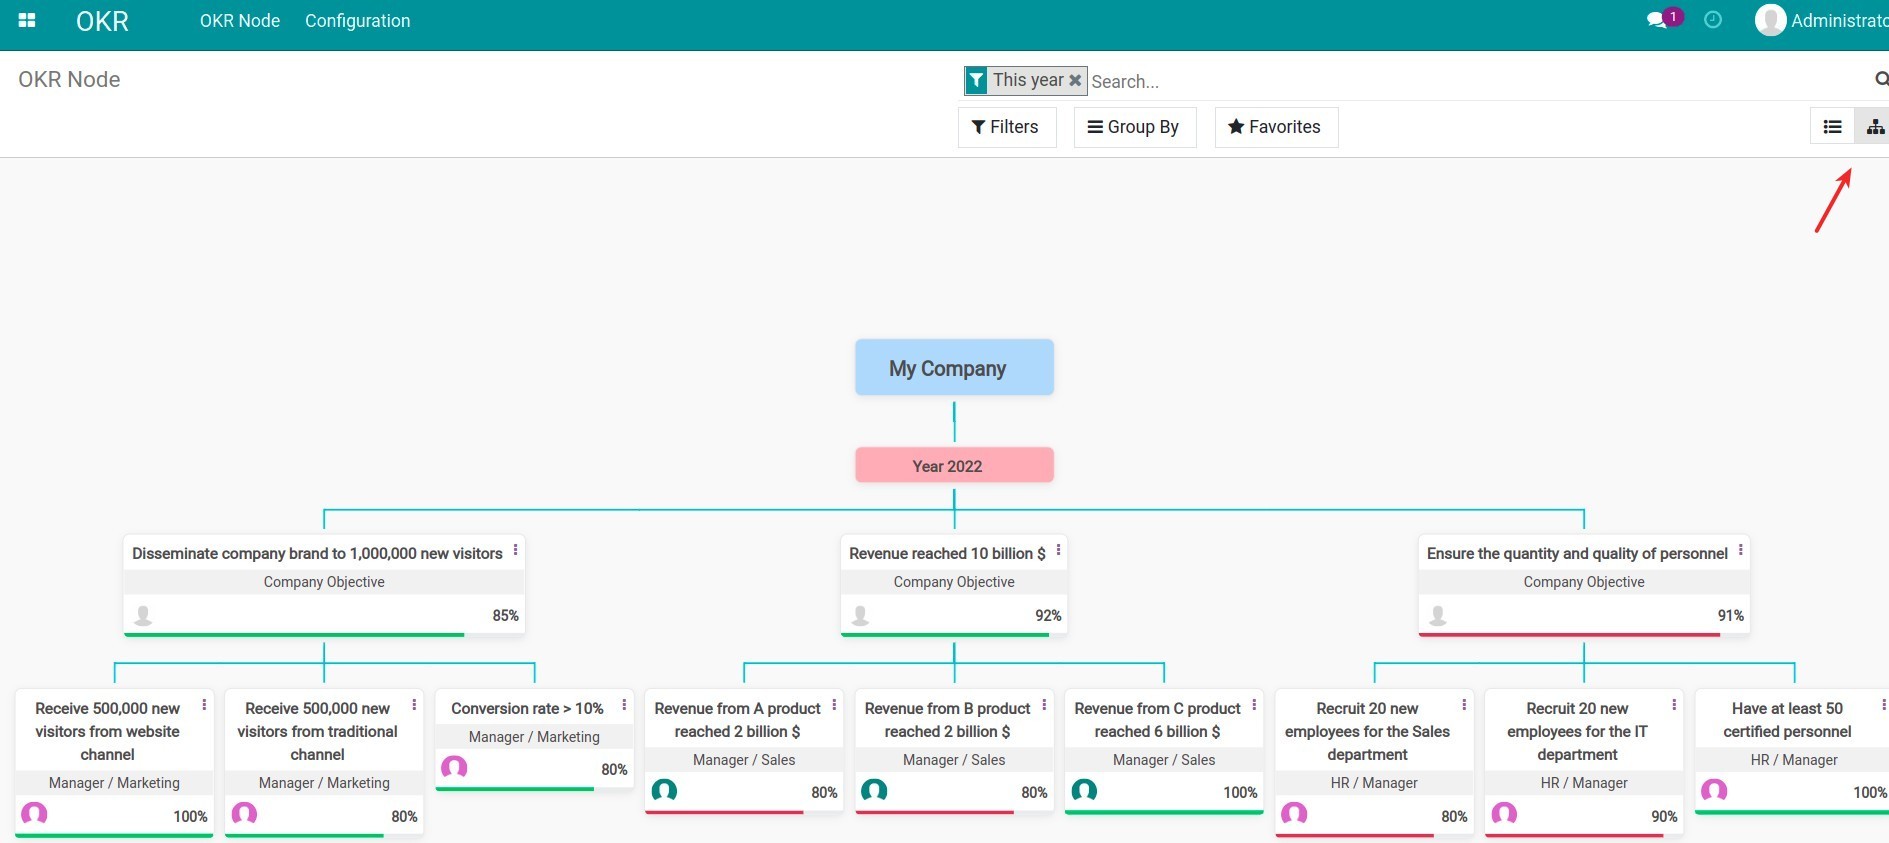 OKR
OKR Node
Configuration
1
Administrato
OKR Node
This year
Search...
Filters
Group By
Favorites
My Company
Year 2022
Disseminate company brand to 1,000,000 new visitors
Company Objective
85%
Revenue reached 10 billion $
Company Objective
92%
Ensure the quantity and quality of personnel
Company Objective
91%
Receive 500,000 new
visitors from website
channel
Manager / Marketing
100%
Receive 500,000 new
visitors from traditional
channel
Manager / Marketing
80%
Conversion rate > 10%
Manager / Marketing
80%
Revenue from A product
reached 2 billion $
Manager / Sales
80%
Revenue from B product
reached 2 billion $
Manager / Sales
80%
Revenue from C product
reached 6 billion $
Manager / Sales
100%
Recruit 20 new
employees for the Sales
department
HR / Manager
80%
Recruit 20 new
employees for the IT
department
HR / Manager
90%
Have at least 50
certified personnel
HR / Manager
100%